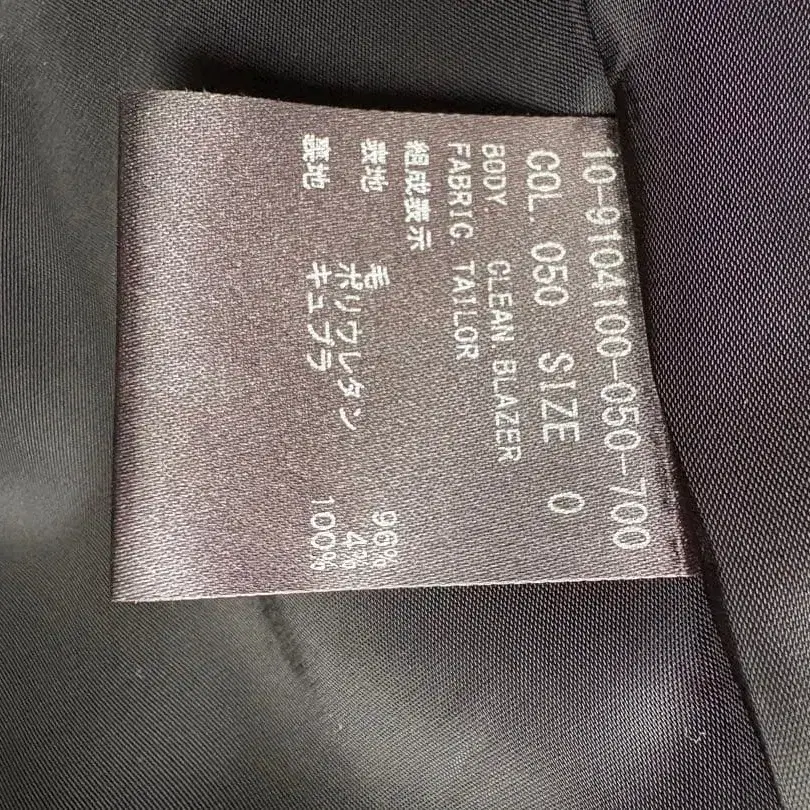 10-9104100-050-700
COL. 050 SIZE 0
BODY. CLEAN BLAZER
FABRIC. TAILOR
組成表示
表地 毛 96%
ポリウレタン 4%
裏地 キュプラ 100%